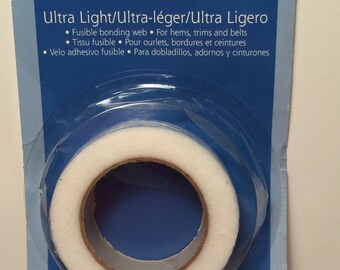 Ultra Light/Ultra-léger/Ultra Ligero
• Fusible bonding web • For hems, trims and belts
• Tissu fusible • Pour ourlets, bordures et ceintures
• Velo adhesivo fusible • Para dobladillos, adornos y cinturones